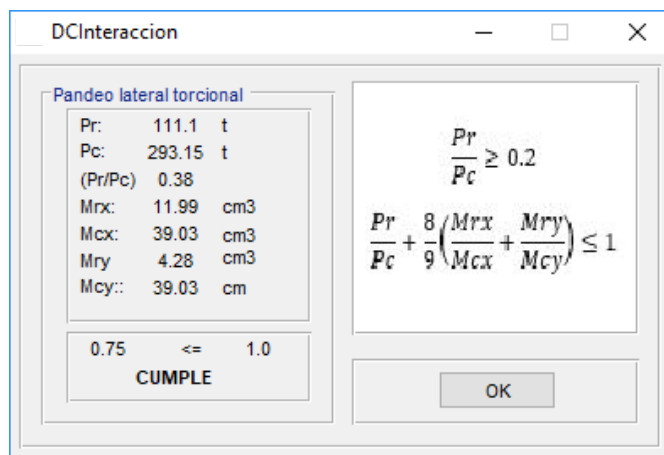 DCInteraccion
Pandeo lateral torcional
Pr: 111.1 t
Pc: 293.15 t
(Pr/Pc) 0.38
Mrx: 11.99 cm3
Mcx: 39.03 cm3
Mry 4.28 cm3
Mcy:: 39.03 cm
0.75 <= 1.0
CUMPLE
Pr/Pc ≥ 0.2
Pr/Pc + 8/9(Mrx/Mcx + Mry/Mcy) ≤ 1
OK